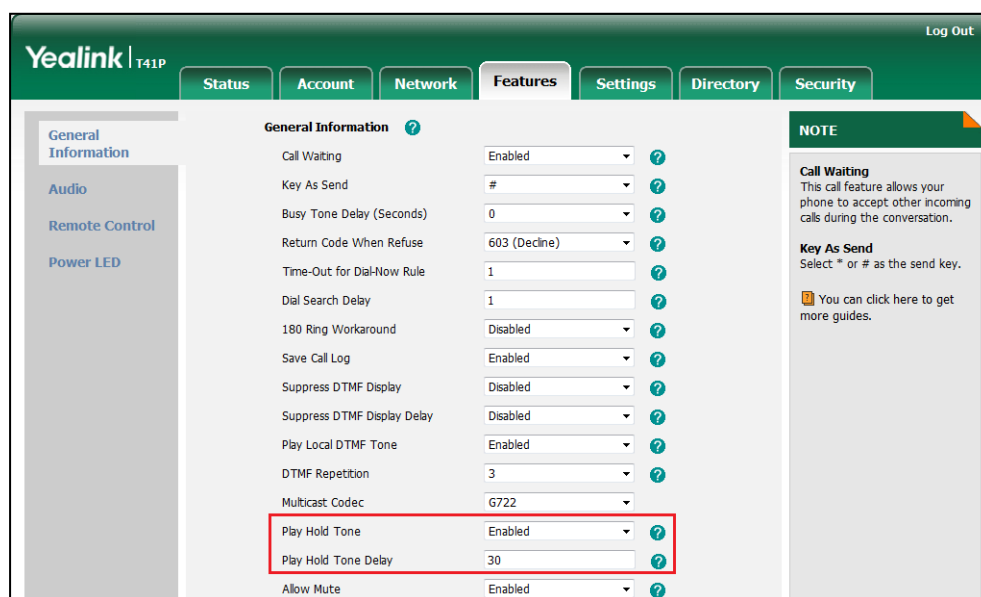 Log Out
Yealink T41P
Status Account Network Features Settings Directory Security
General
Information
Audio
Remote Control
Power LED
General Information ?
Call Waiting Enabled ?
Key As Send # ?
Busy Tone Delay (Seconds) 0 ?
Return Code When Refuse 603 (Decline) ?
Time-Out for Dial-Now Rule 1 ?
Dial Search Delay 1 ?
180 Ring Workaround Disabled ?
Save Call Log Enabled ?
Suppress DTMF Display Disabled ?
Suppress DTMF Display Delay Disabled ?
Play Local DTMF Tone Enabled ?
DTMF Repetition 3 ?
Multicast Codec G722
Play Hold Tone Enabled ?
Play Hold Tone Delay 30 ?
Allow Mute Enabled ?
NOTE
Call Waiting
This call feature allows your
phone to accept other incoming
calls during the conversation.
Key As Send
Select * or # as the send key.
? You can click here to get
more guides.